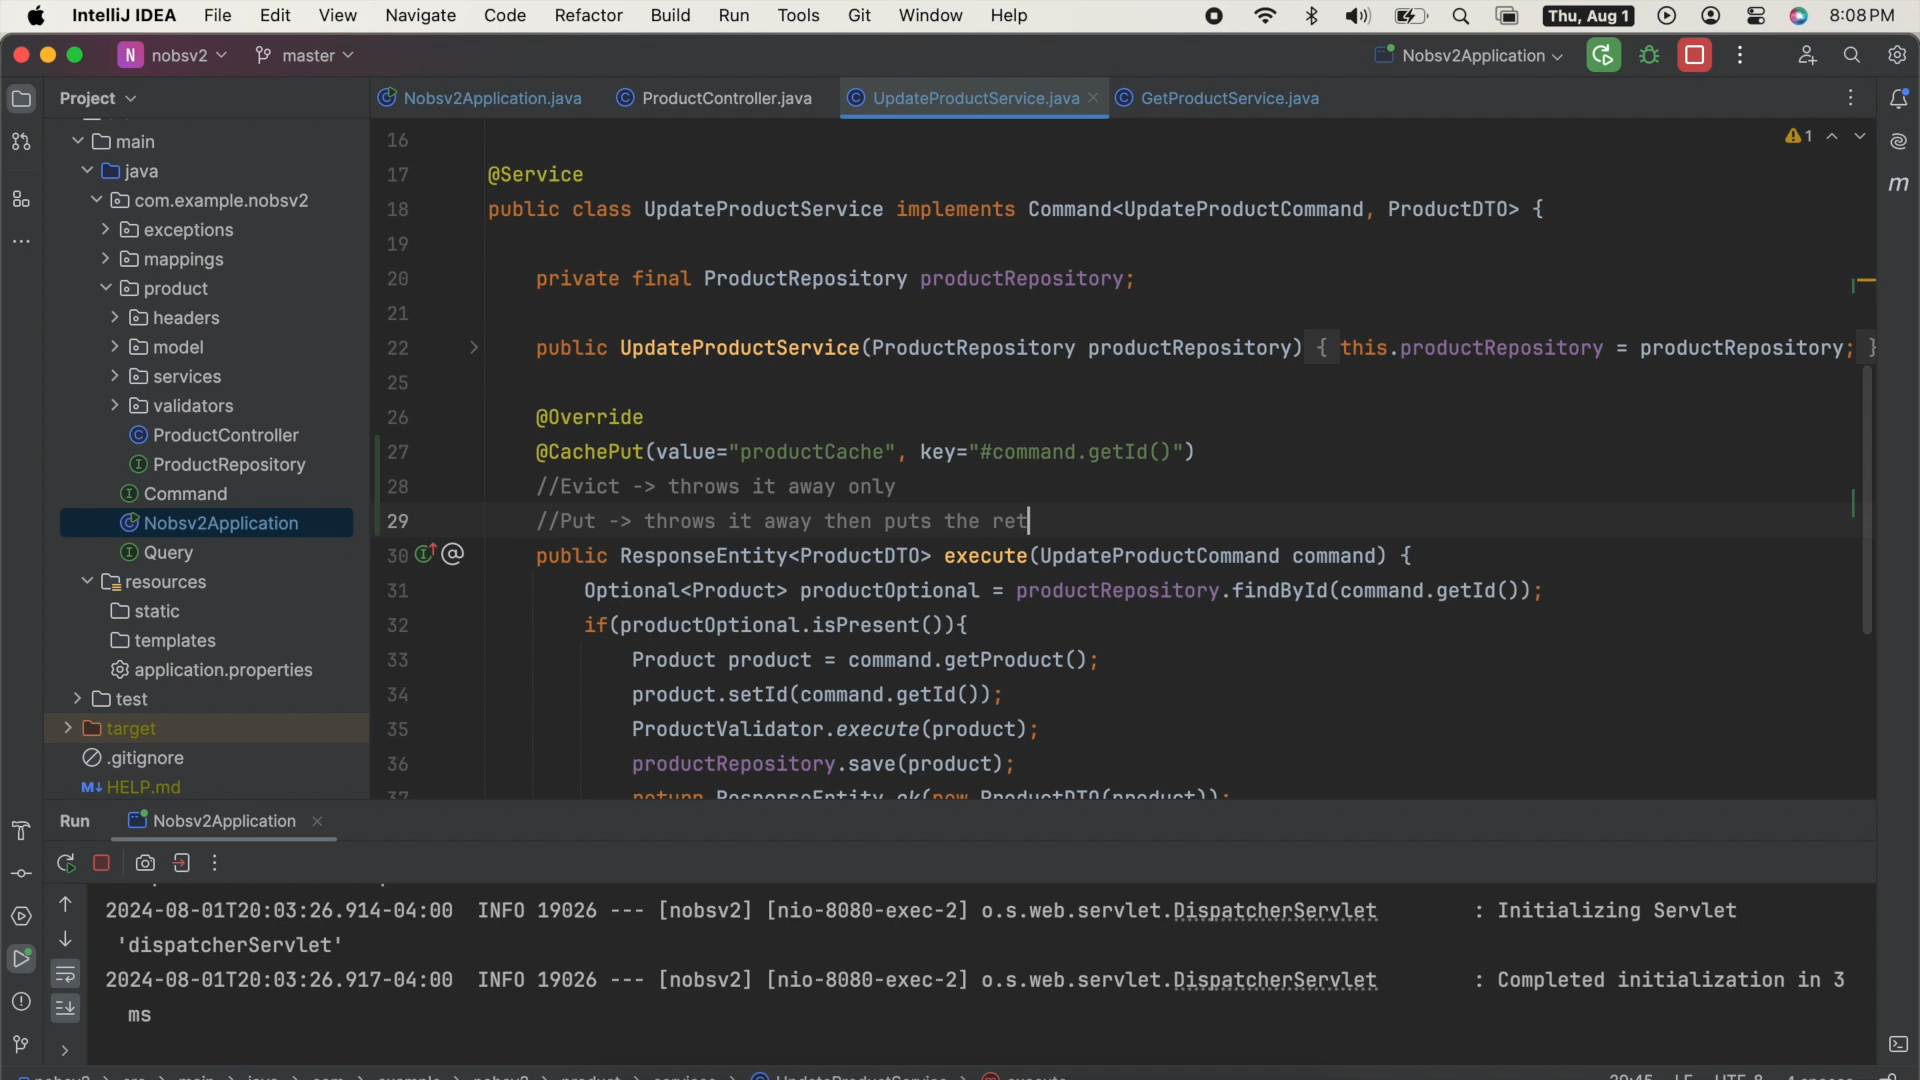 IntelliJ IDEA File Edit View Navigate Code Refactor Build Run Tools Git Window Help Thu, Aug 1 8:08 PM
N nobsv2 master Nobsv2Application
Project
Nobsv2Application.java ProductController.java UpdateProductService.java GetProductService.java
main
java
com.example.nobsv2
exceptions
mappings
product
headers
model
services
validators
ProductController
ProductRepository
Command
Nobsv2Application
Query
resources
static
templates
application.properties
test
target
.gitignore
M↓ HELP.md
1
16
17 @Service
18 public class UpdateProductService implements Command<UpdateProductCommand, ProductDTO> {
19
20 private final ProductRepository productRepository;
21
22 public UpdateProductService(ProductRepository productRepository) { this.productRepository = productRepository; }
25
26 @Override
27 @CachePut(value="productCache", key="#command.getId()")
28 //Evict -> throws it away only
29 //Put -> throws it away then puts the ret
30 public ResponseEntity<ProductDTO> execute(UpdateProductCommand command) {
31 Optional<Product> productOptional = productRepository.findById(command.getId());
32 if(productOptional.isPresent()){
33 Product product = command.getProduct();
34 product.setId(command.getId());
35 ProductValidator.execute(product);
36 productRepository.save(product);
37 return ResponseEntity.ok(new ProductDTO(product));
Run Nobsv2Application
2024-08-01T20:03:26.914-04:00 INFO 19026 --- [nobsv2] [nio-8080-exec-2] o.s.web.servlet.DispatcherServlet : Initializing Servlet
'dispatcherServlet'
2024-08-01T20:03:26.917-04:00 INFO 19026 --- [nobsv2] [nio-8080-exec-2] o.s.web.servlet.DispatcherServlet : Completed initialization in 3
ms